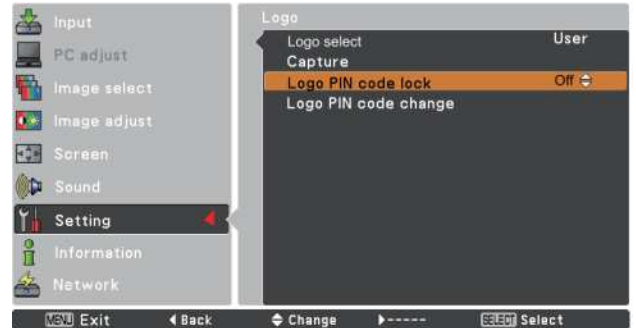 Input
PC adjust
Image select
Image adjust
Screen
Sound
Setting
Information
Network
Logo
Logo select User
Capture
Logo PIN code lock Off
Logo PIN code change
MENU Exit Back Change ----- SELECT Select